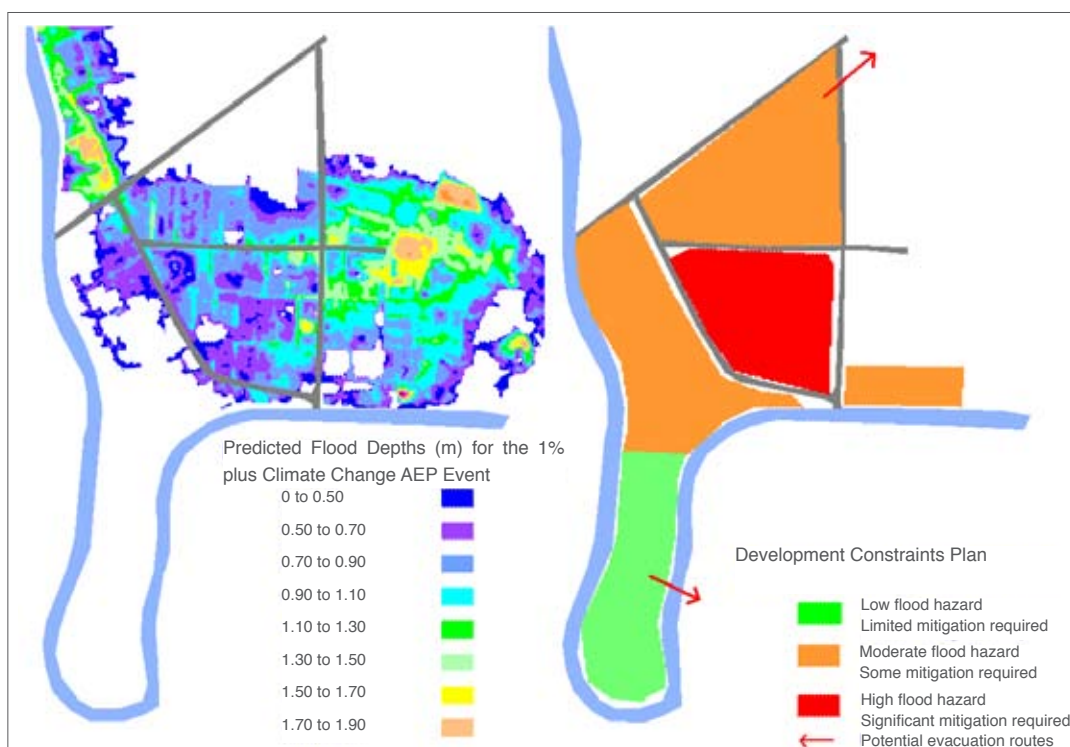 Predicted Flood Depths (m) for the 1%
plus Climate Change AEP Event
0 to 0.50
0.50 to 0.70
0.70 to 0.90
0.90 to 1.10
1.10 to 1.30
1.30 to 1.50
1.50 to 1.70
1.70 to 1.90
Development Constraints Plan
Low flood hazard
Limited mitigation required
Moderate flood hazard
Some mitigation required
High flood hazard
Significant mitigation required
Potential evacuation routes